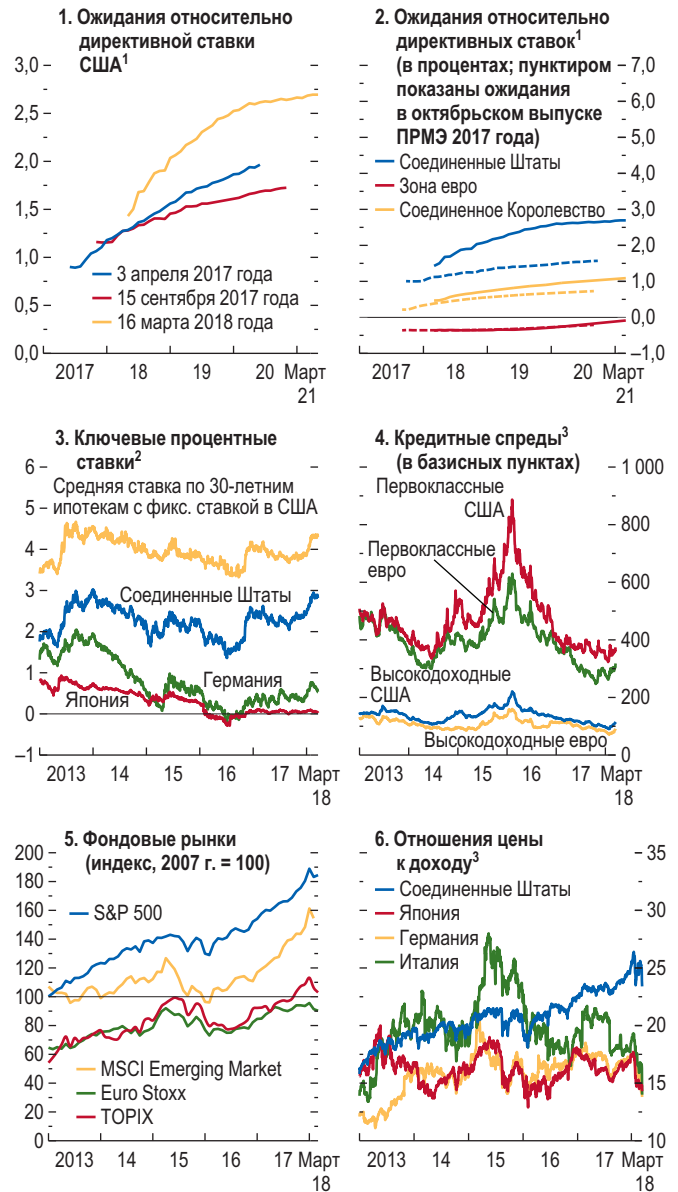 1. Ожидания относительно
директивной ставки
США1
3,0
2,5
2,0
1,5
1,0
0,5
0,0
3 апреля 2017 года
15 сентября 2017 года
16 марта 2018 года
2017 18 19 20 Март
21
2. Ожидания относительно
директивных ставок1
(в процентах; пунктиром
показаны ожидания
в октябрьском выпуске
ПРМЭ 2017 года)
7,0
6,0
5,0
4,0
3,0
2,0
1,0
0,0
–1,0
Соединенные Штаты
Зона евро
Соединенное Королевство
2017 18 19 20 Март
21
3. Ключевые процентные
ставки2
6
5
4
3
2
1
0
–1
Средняя ставка по 30-летним
ипотекам с фикс. ставкой в США
Соединенные Штаты
Германия
Япония
2013 14 15 16 17 Март
18
4. Кредитные спреды3
(в базисных пунктах)
1 000
800
600
400
200
0
Первоклассные
США
Первоклассные
евро
Высокодоходные
США
Высокодоходные евро
2013 14 15 16 17 Март
18
5. Фондовые рынки
(индекс, 2007 г. = 100)
200
180
160
140
120
100
80
60
40
20
0
S&P 500
MSCI Emerging Market
Euro Stoxx
TOPIX
2013 14 15 16 17 Март
18
6. Отношения цены
к доходу3
35
30
25
20
15
10
Соединенные Штаты
Япония
Германия
Италия
2013 14 15 16 17 Март
18